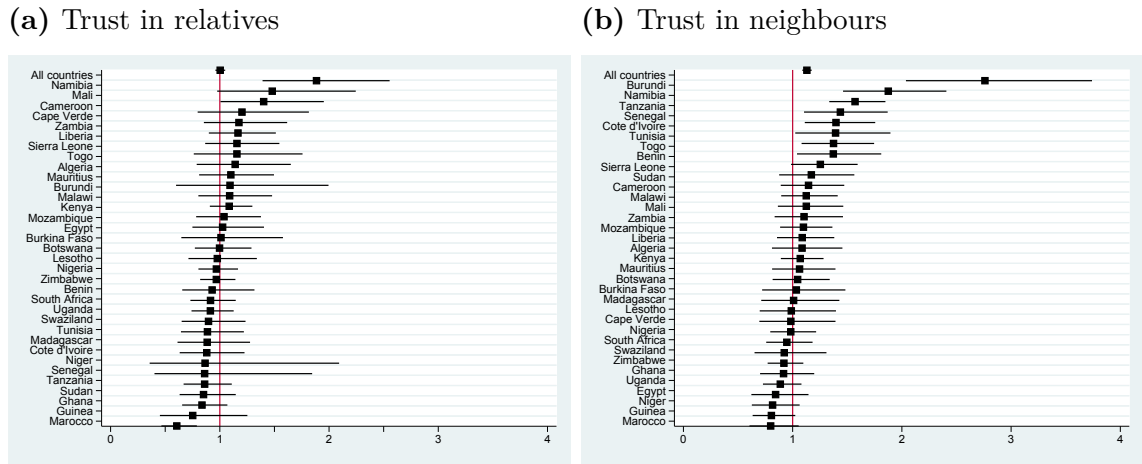 (a) Trust in relatives
All countries
Namibia
Mali
Cameroon
Cape Verde
Zambia
Liberia
Sierra Leone
Togo
Algeria
Mauritius
Burundi
Malawi
Kenya
Mozambique
Egypt
Burkina Faso
Botswana
Lesotho
Nigeria
Zimbabwe
Benin
South Africa
Uganda
Swaziland
Tunisia
Madagascar
Cote d'Ivoire
Niger
Senegal
Tanzania
Sudan
Ghana
Guinea
Marocco
0 1 2 3 4
(b) Trust in neighbours
All countries
Burundi
Namibia
Tanzania
Senegal
Cote d'Ivoire
Tunisia
Togo
Benin
Sierra Leone
Sudan
Cameroon
Malawi
Mali
Zambia
Mozambique
Liberia
Algeria
Kenya
Mauritius
Botswana
Burkina Faso
Madagascar
Lesotho
Cape Verde
Nigeria
South Africa
Swaziland
Zimbabwe
Ghana
Uganda
Egypt
Niger
Guinea
Marocco
0 1 2 3 4